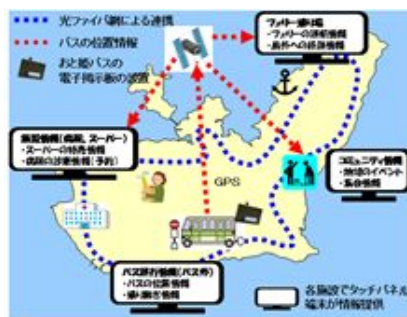 光ファイバ網による連携
バスの位置情報
おと姫バスの
電子掲示板の設置
フェリー乗り場
・フェリーの運航情報
・島外への経路情報
施設情報(病院、スーパー)
・スーパーの特売情報
・病院の診療情報(予約)
GPS
コミュニティ情報
・地域のイベント
・集会情報
バス運行情報(バス停)
・バスの位置情報
・乗り継ぎ情報
各施設でタッチパネル
端末が情報提供